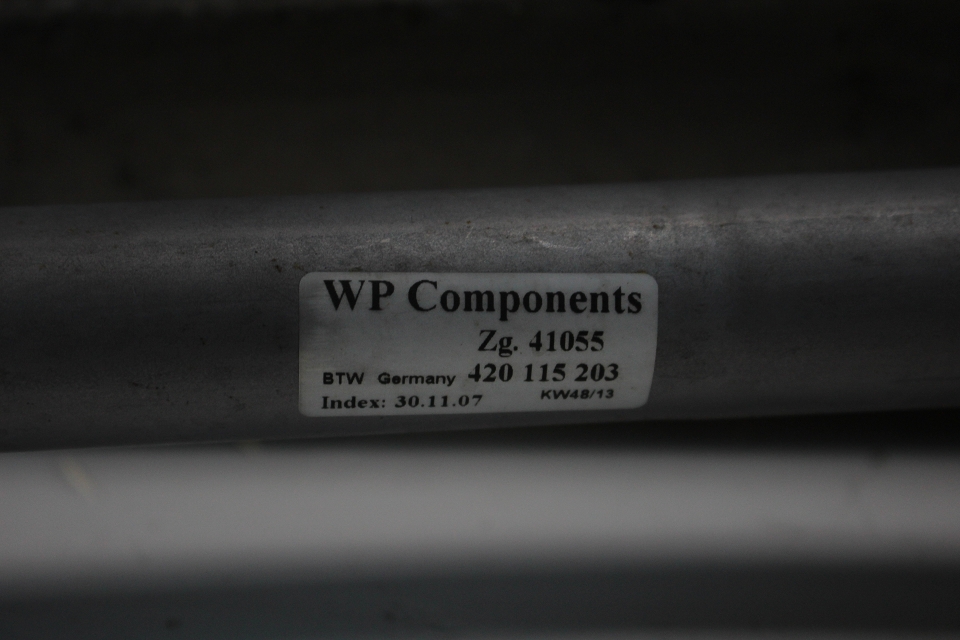 WP Components
Zg. 41055
BTW Germany 420 115 203
Index: 30.11.07 KW48/13